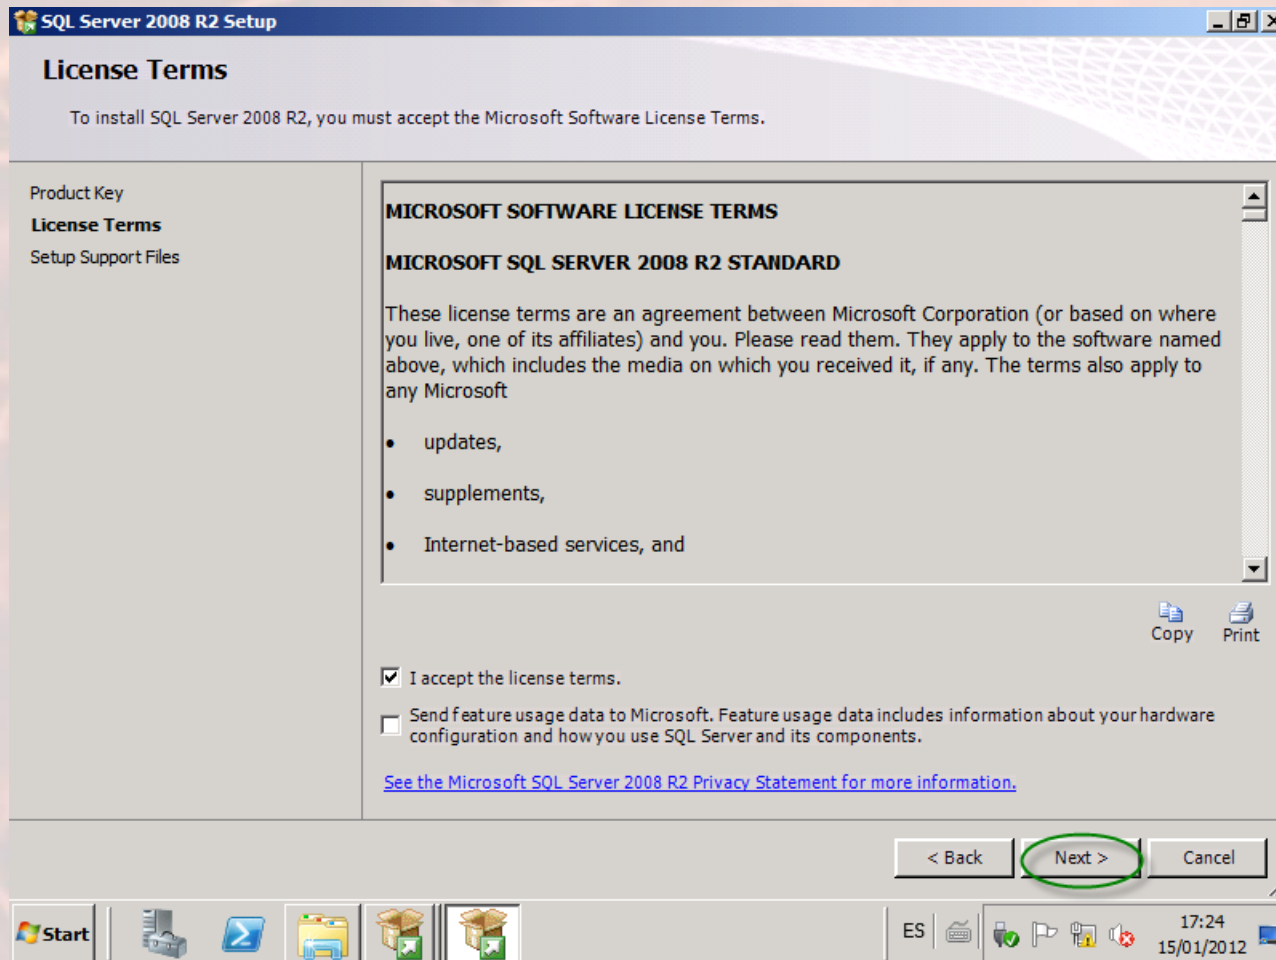 SQL Server 2008 R2 Setup
License Terms
To install SQL Server 2008 R2, you must accept the Microsoft Software License Terms.
Product Key
License Terms
Setup Support Files
MICROSOFT SOFTWARE LICENSE TERMS
MICROSOFT SQL SERVER 2008 R2 STANDARD
These license terms are an agreement between Microsoft Corporation (or based on where
you live, one of its affiliates) and you. Please read them. They apply to the software named
above, which includes the media on which you received it, if any. The terms also apply to
any Microsoft
• updates,
• supplements,
• Internet-based services, and
Copy
Print
I accept the license terms.
Send feature usage data to Microsoft. Feature usage data includes information about your hardware
configuration and how you use SQL Server and its components.
See the Microsoft SQL Server 2008 R2 Privacy Statement for more information.
< Back
Next >
Cancel
Start
ES
17:24
15/01/2012